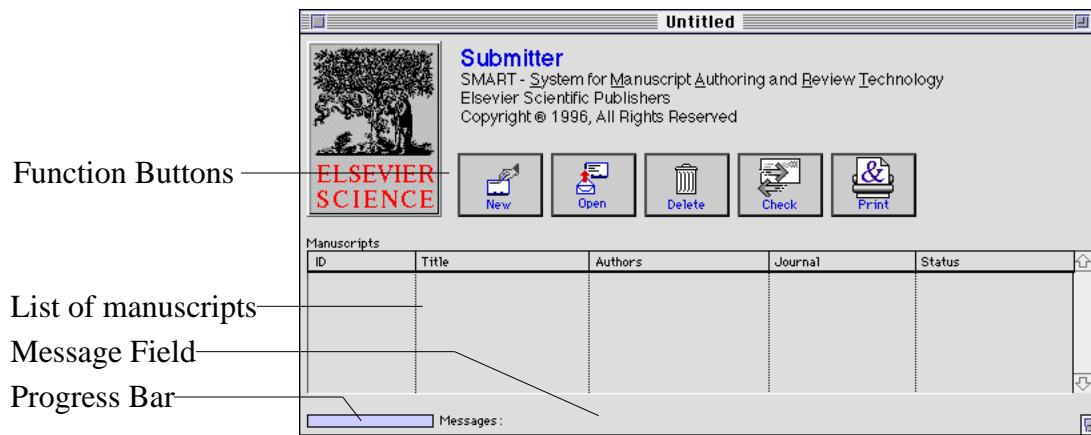 Untitled
Submitter
SMART - System for Manuscript Authoring and Review Technology
Elsevier Scientific Publishers
Copyright © 1996, All Rights Reserved
ELSEVIER
SCIENCE
Function Buttons
New Open Delete Check Print
Manuscripts
ID Title Authors Journal Status
List of manuscripts
Message Field
Progress Bar
Messages: